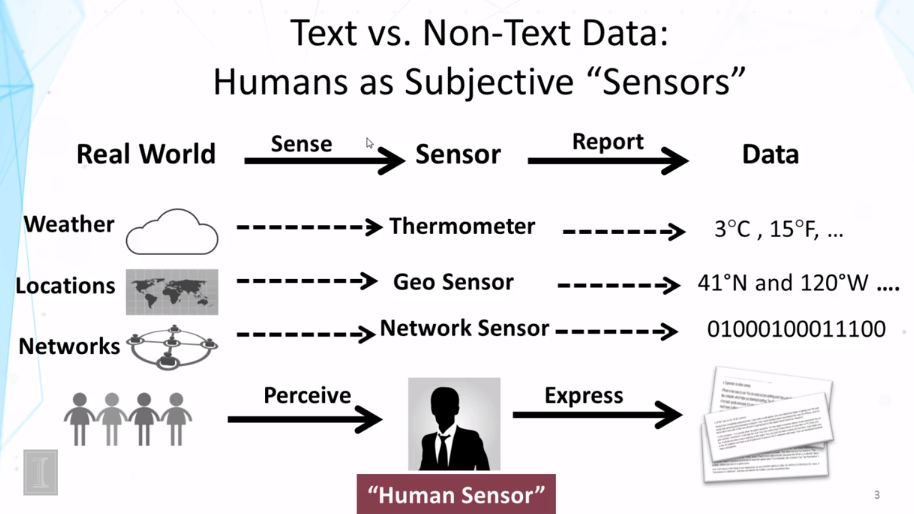 Text vs. Non-Text Data:
Humans as Subjective “Sensors”
Real World Sense Sensor Report Data
Weather Thermometer 3°C , 15°F, ...
Locations Geo Sensor 41°N and 120°W ....
Networks Network Sensor 01000100011100
Perceive Express
“Human Sensor”
3